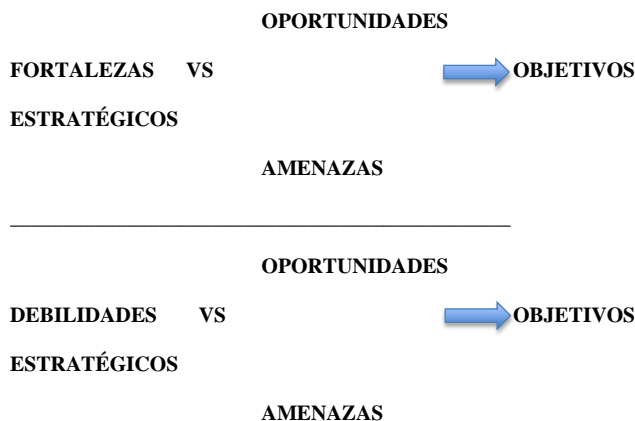 OPORTUNIDADES
FORTALEZAS VS OBJETIVOS
ESTRATÉGICOS
AMENAZAS
OPORTUNIDADES
DEBILIDADES VS OBJETIVOS
ESTRATÉGICOS
AMENAZAS